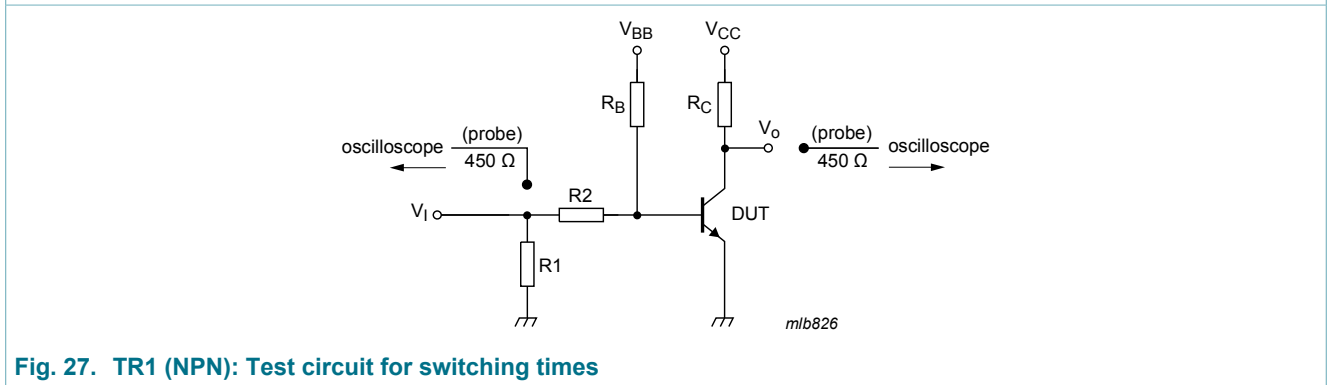 VBB
VCC
RB
RC
Vo
(probe)
450 Ω
oscilloscope
(probe)
450 Ω
oscilloscope
R2
VI
DUT
R1
mlb826
Fig. 27. TR1 (NPN): Test circuit for switching times